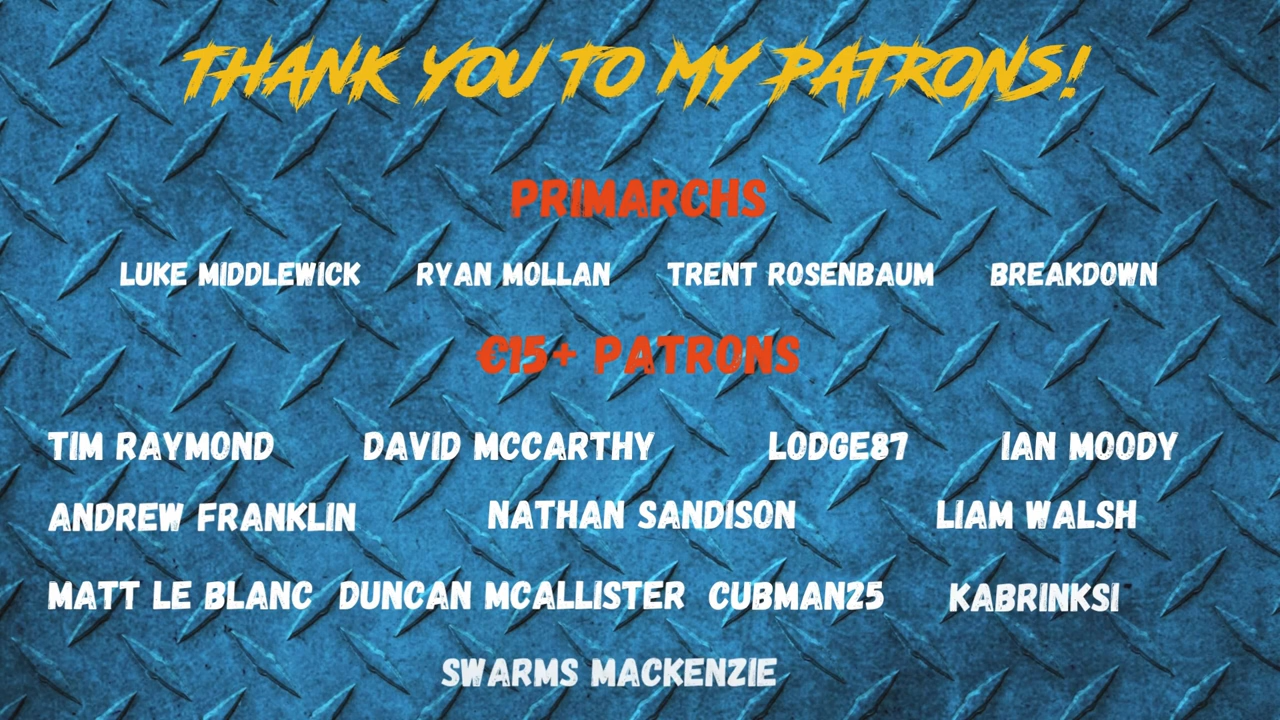 THANK YOU TO MY PATRONS!
PRIMARCHS
LUKE MIDDLEWICK RYAN MOLLAN TRENT ROSENBAUM BREAKDOWN
€15+ PATRONS
TIM RAYMOND DAVID MCCARTHY LODGE87 IAN MOODY
ANDREW FRANKLIN NATHAN SANDISON LIAM WALSH
MATT LE BLANC DUNCAN MCALLISTER CUBMAN25 KABRINKSI
SWARMS MACKENZIE